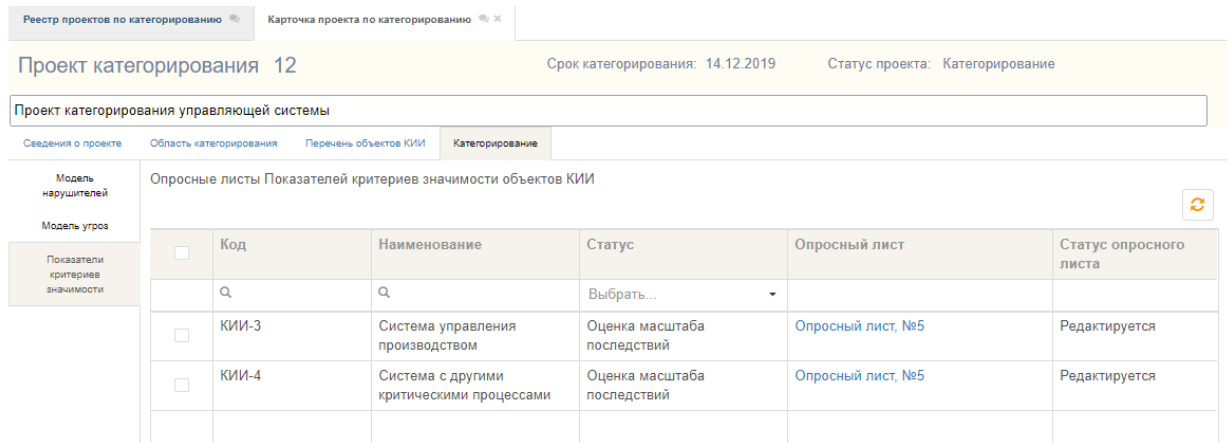 Реестр проектов по категорированию
Карточка проекта по категорированию
Проект категорирования 12
Срок категорирования: 14.12.2019
Статус проекта: Категорирование
Проект категорирования управляющей системы
Сведения о проекте
Область категорирования
Перечень объектов КИИ
Категорирование
Модель
нарушителей
Модель угроз
Показатели
критериев
значимости
Опросные листы Показателей критериев значимости объектов КИИ
Код
Наименование
Статус
Опросный лист
Статус опросного
листа
Выбрать...
КИИ-3
Система управления
производством
Оценка масштаба
последствий
Опросный лист, №5
Редактируется
КИИ-4
Система с другими
критическими процессами
Оценка масштаба
последствий
Опросный лист, №5
Редактируется